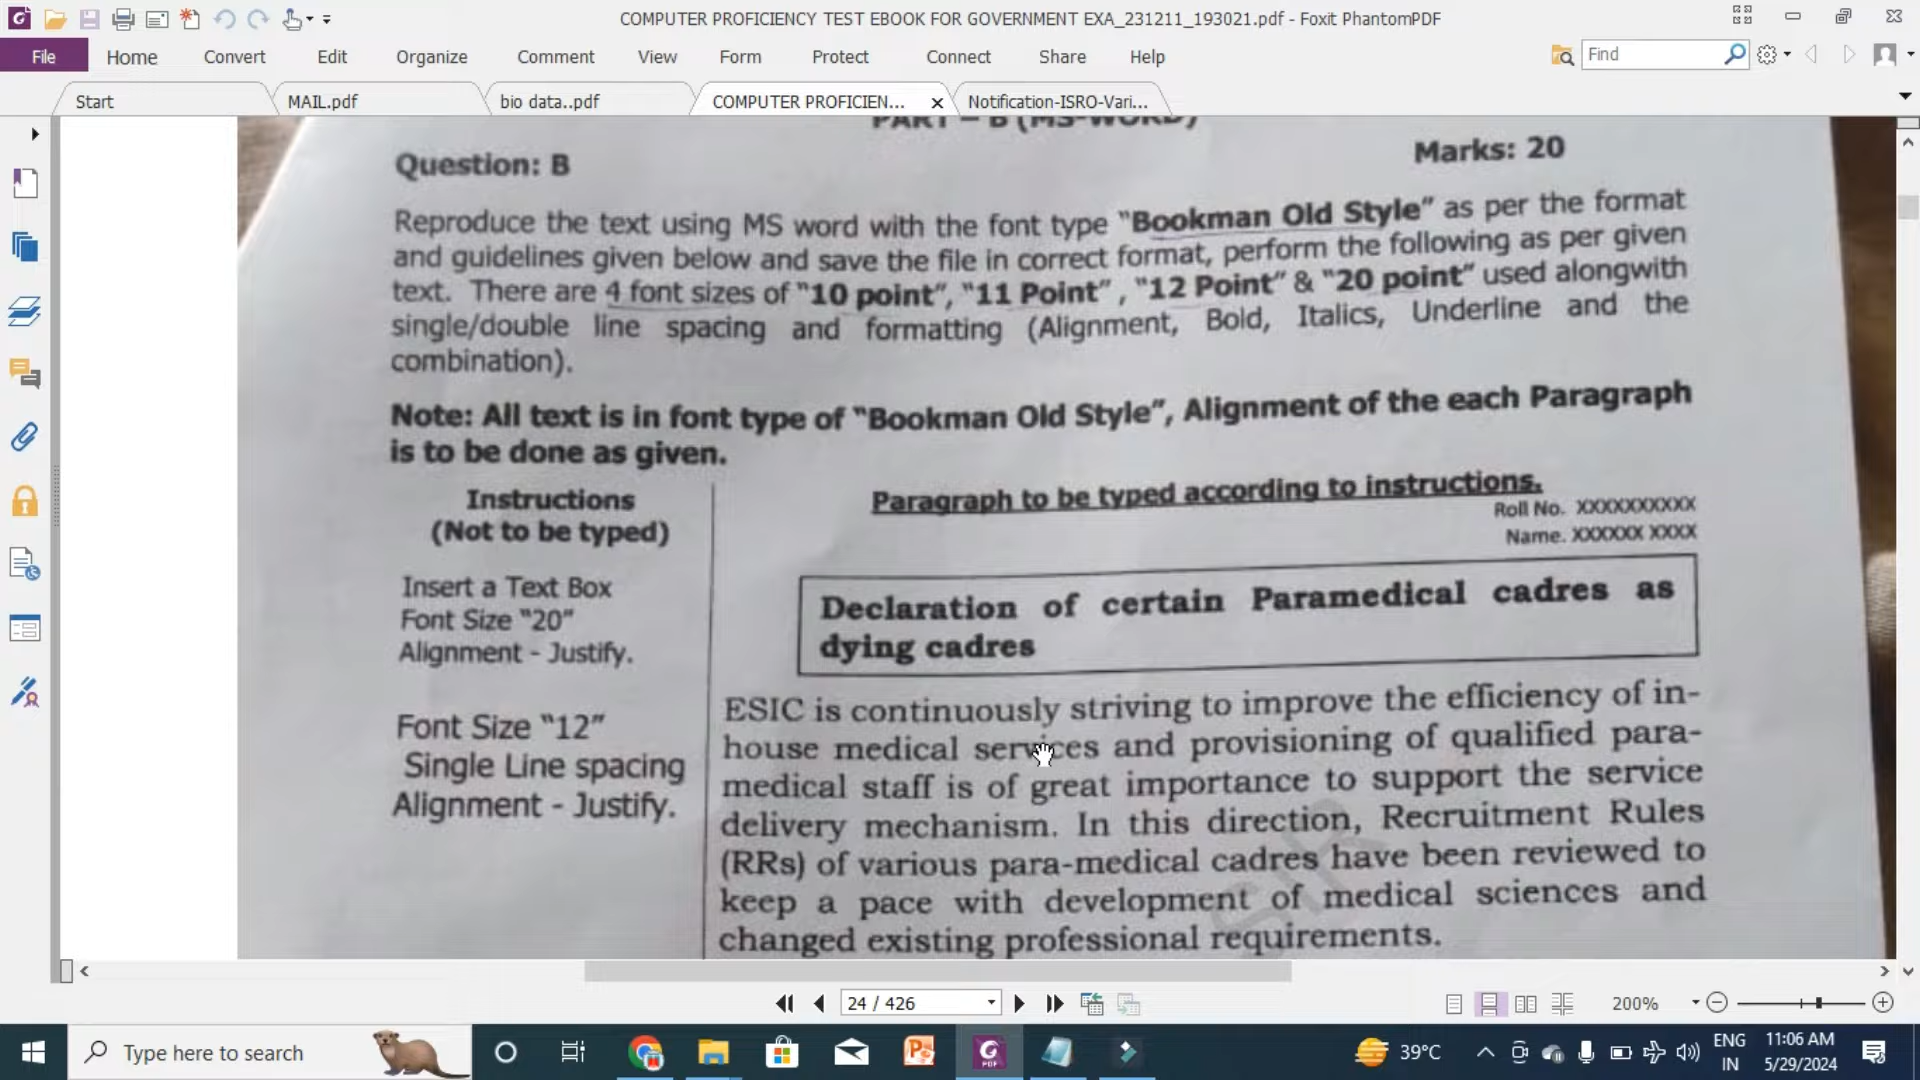 COMPUTER PROFICIENCY TEST EBOOK FOR GOVERNMENT EXA_231211_193021.pdf - Foxit PhantomPDF
File Home Convert Edit Organize Comment View Form Protect Connect Share Help Find
Start MAIL.pdf bio data..pdf COMPUTER PROFICIEN... Notification-ISRO-Vari...
PART – B (MS-WORD)
Question: B Marks: 20
Reproduce the text using MS word with the font type "Bookman Old Style" as per the format
and guidelines given below and save the file in correct format, perform the following as per given
text. There are 4 font sizes of "10 point", "11 Point" , "12 Point" & "20 point" used alongwith
single/double line spacing and formatting (Alignment, Bold, Italics, Underline and the
combination).
Note: All text is in font type of "Bookman Old Style", Alignment of the each Paragraph
is to be done as given.
Instructions
(Not to be typed)
Insert a Text Box
Font Size "20"
Alignment - Justify.
Font Size "12"
Single Line spacing
Alignment - Justify.
Paragraph to be typed according to instructions.
Roll No. XXXXXXXXXX
Name. XXXXXX XXXX
Declaration of certain Paramedical cadres as
dying cadres
ESIC is continuously striving to improve the efficiency of in-
house medical services and provisioning of qualified para-
medical staff is of great importance to support the service
delivery mechanism. In this direction, Recruitment Rules
(RRs) of various para-medical cadres have been reviewed to
keep a pace with development of medical sciences and
changed existing professional requirements.
24 / 426 200%
Type here to search 39°C ENG 11:06 AM
IN 5/29/2024